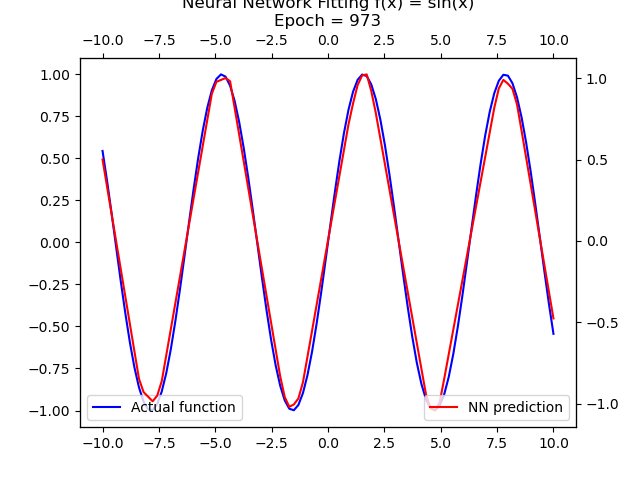 Neural Network Fitting f(x) = sin(x)
Epoch = 973
−10.0 −7.5 −5.0 −2.5 0.0 2.5 5.0 7.5 10.0
1.00
0.75
0.50
0.25
0.00
−0.25
−0.50
−0.75
−1.00
1.0
0.5
0.0
−0.5
−1.0
Actual function
NN prediction
−10.0 −7.5 −5.0 −2.5 0.0 2.5 5.0 7.5 10.0